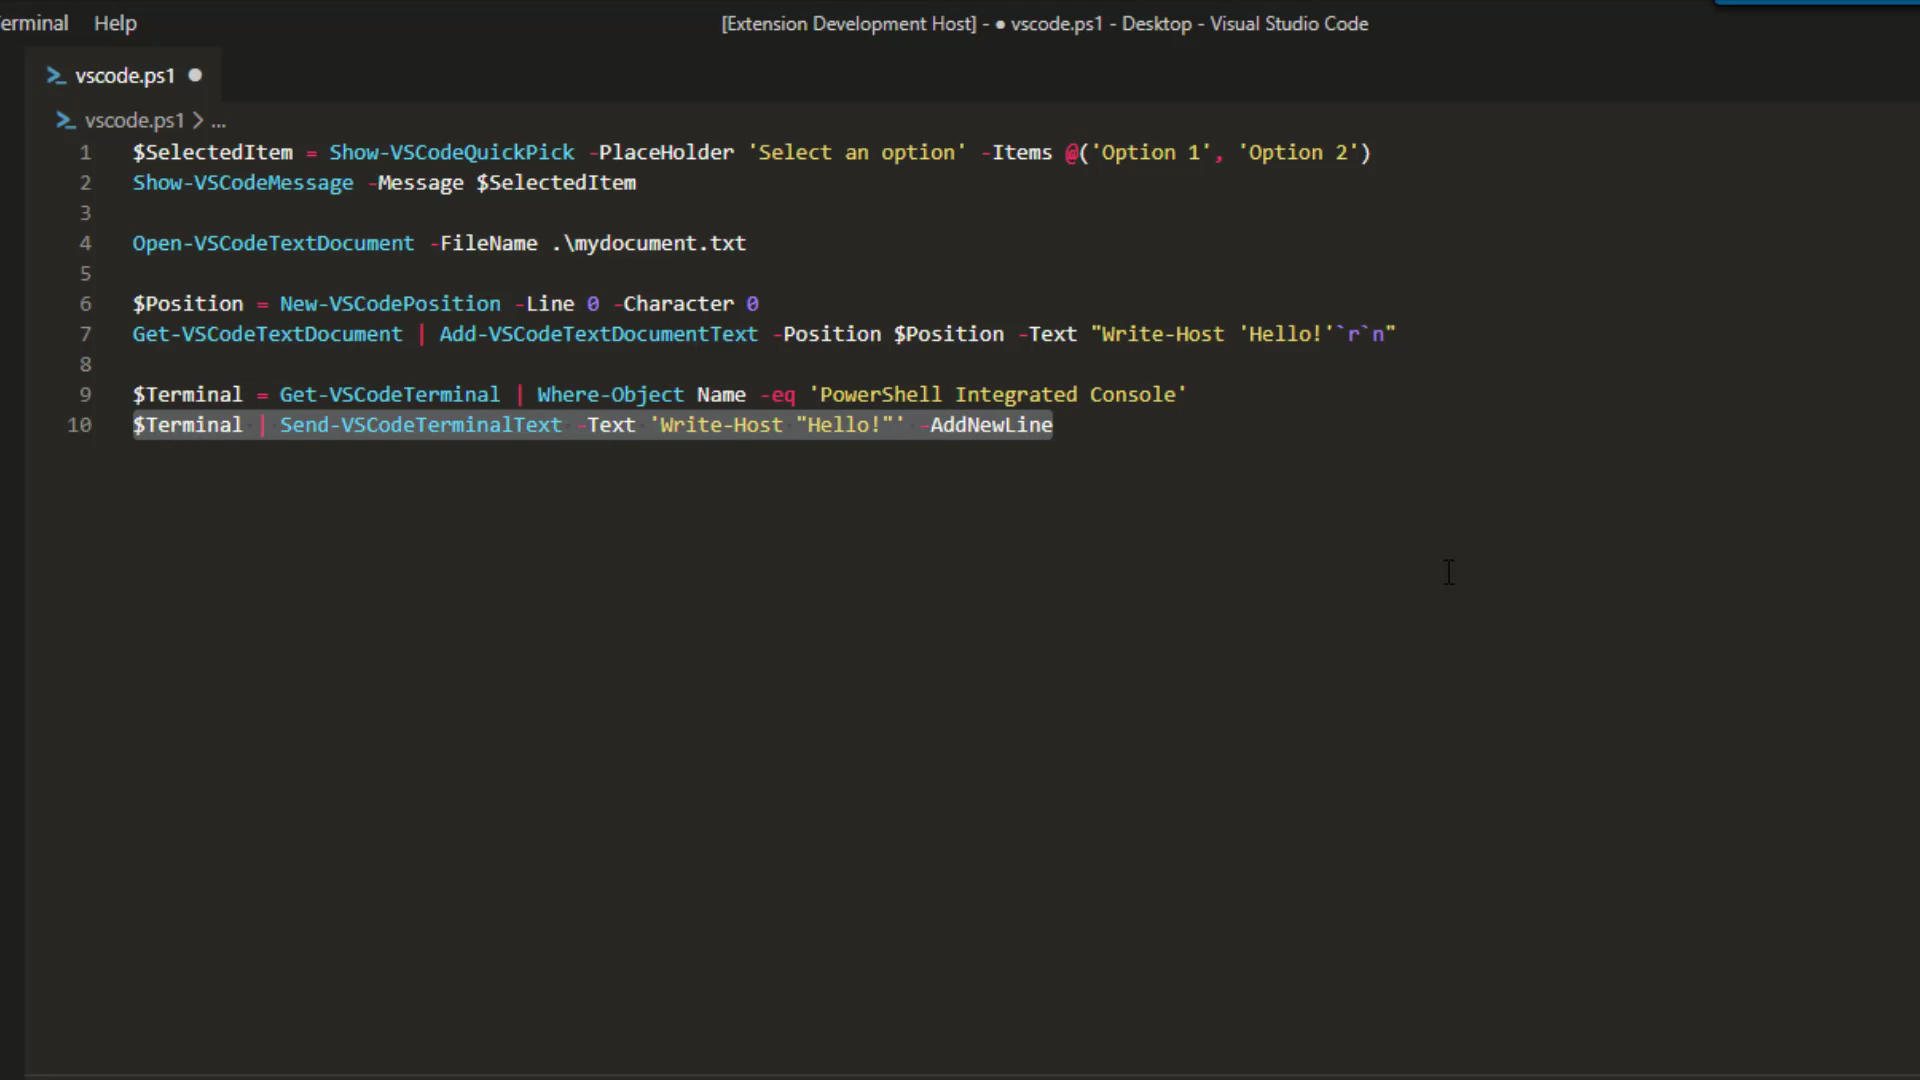 Help
[Extension Development Host] - ● vscode.ps1 - Desktop - Visual Studio Code
vscode.ps1
vscode.ps1 > ...
1 $SelectedItem = Show-VSCodeQuickPick -PlaceHolder 'Select an option' -Items @('Option 1', 'Option 2')
2 Show-VSCodeMessage -Message $SelectedItem
3
4 Open-VSCodeTextDocument -FileName .\mydocument.txt
5
6 $Position = New-VSCodePosition -Line 0 -Character 0
7 Get-VSCodeTextDocument | Add-VSCodeTextDocumentText -Position $Position -Text "Write-Host 'Hello!'`r`n"
8
9 $Terminal = Get-VSCodeTerminal | Where-Object Name -eq 'PowerShell Integrated Console'
10 $Terminal | Send-VSCodeTerminalText -Text 'Write-Host "Hello!"' -AddNewLine